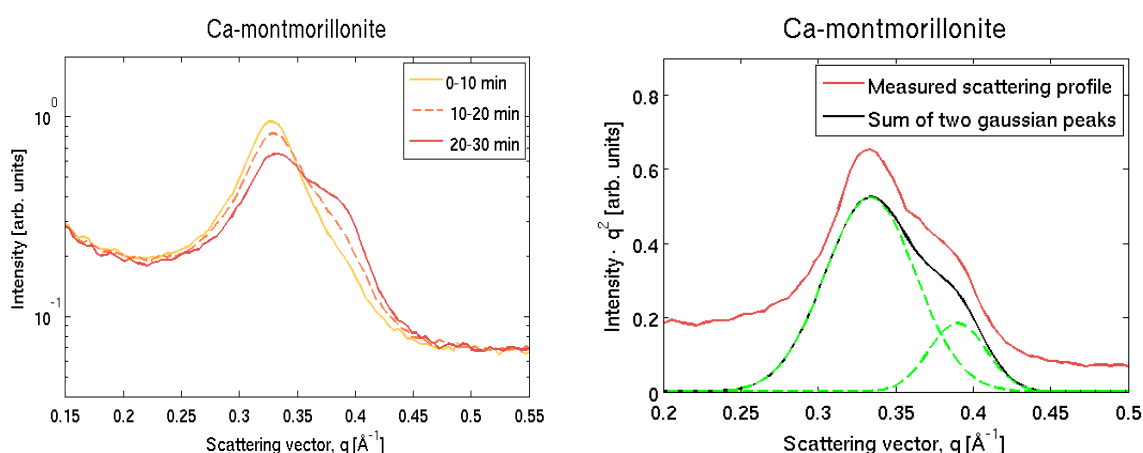 Ca-montmorillonite
Intensity [arb. units]
10⁰
10⁻¹
0-10 min
10-20 min
20-30 min
0.15 0.2 0.25 0.3 0.35 0.4 0.45 0.5 0.55
Scattering vector, q [Å⁻¹]
Ca-montmorillonite
Intensity · q² [arb. units]
0.8
0.6
0.4
0.2
0
Measured scattering profile
Sum of two gaussian peaks
0.2 0.25 0.3 0.35 0.4 0.45 0.5
Scattering vector, q [Å⁻¹]